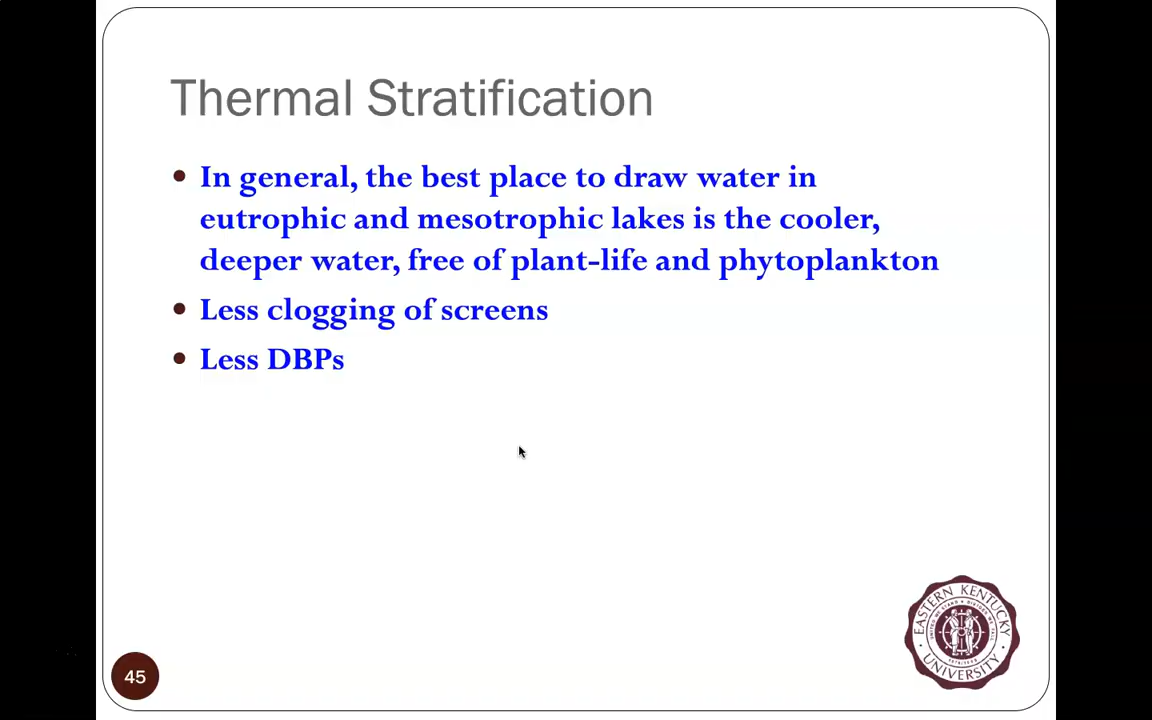 Thermal Stratification
• In general, the best place to draw water in
eutrophic and mesotrophic lakes is the cooler,
deeper water, free of plant-life and phytoplankton
• Less clogging of screens
• Less DBPs
EASTERN KENTUCKY
UNIVERSITY
45